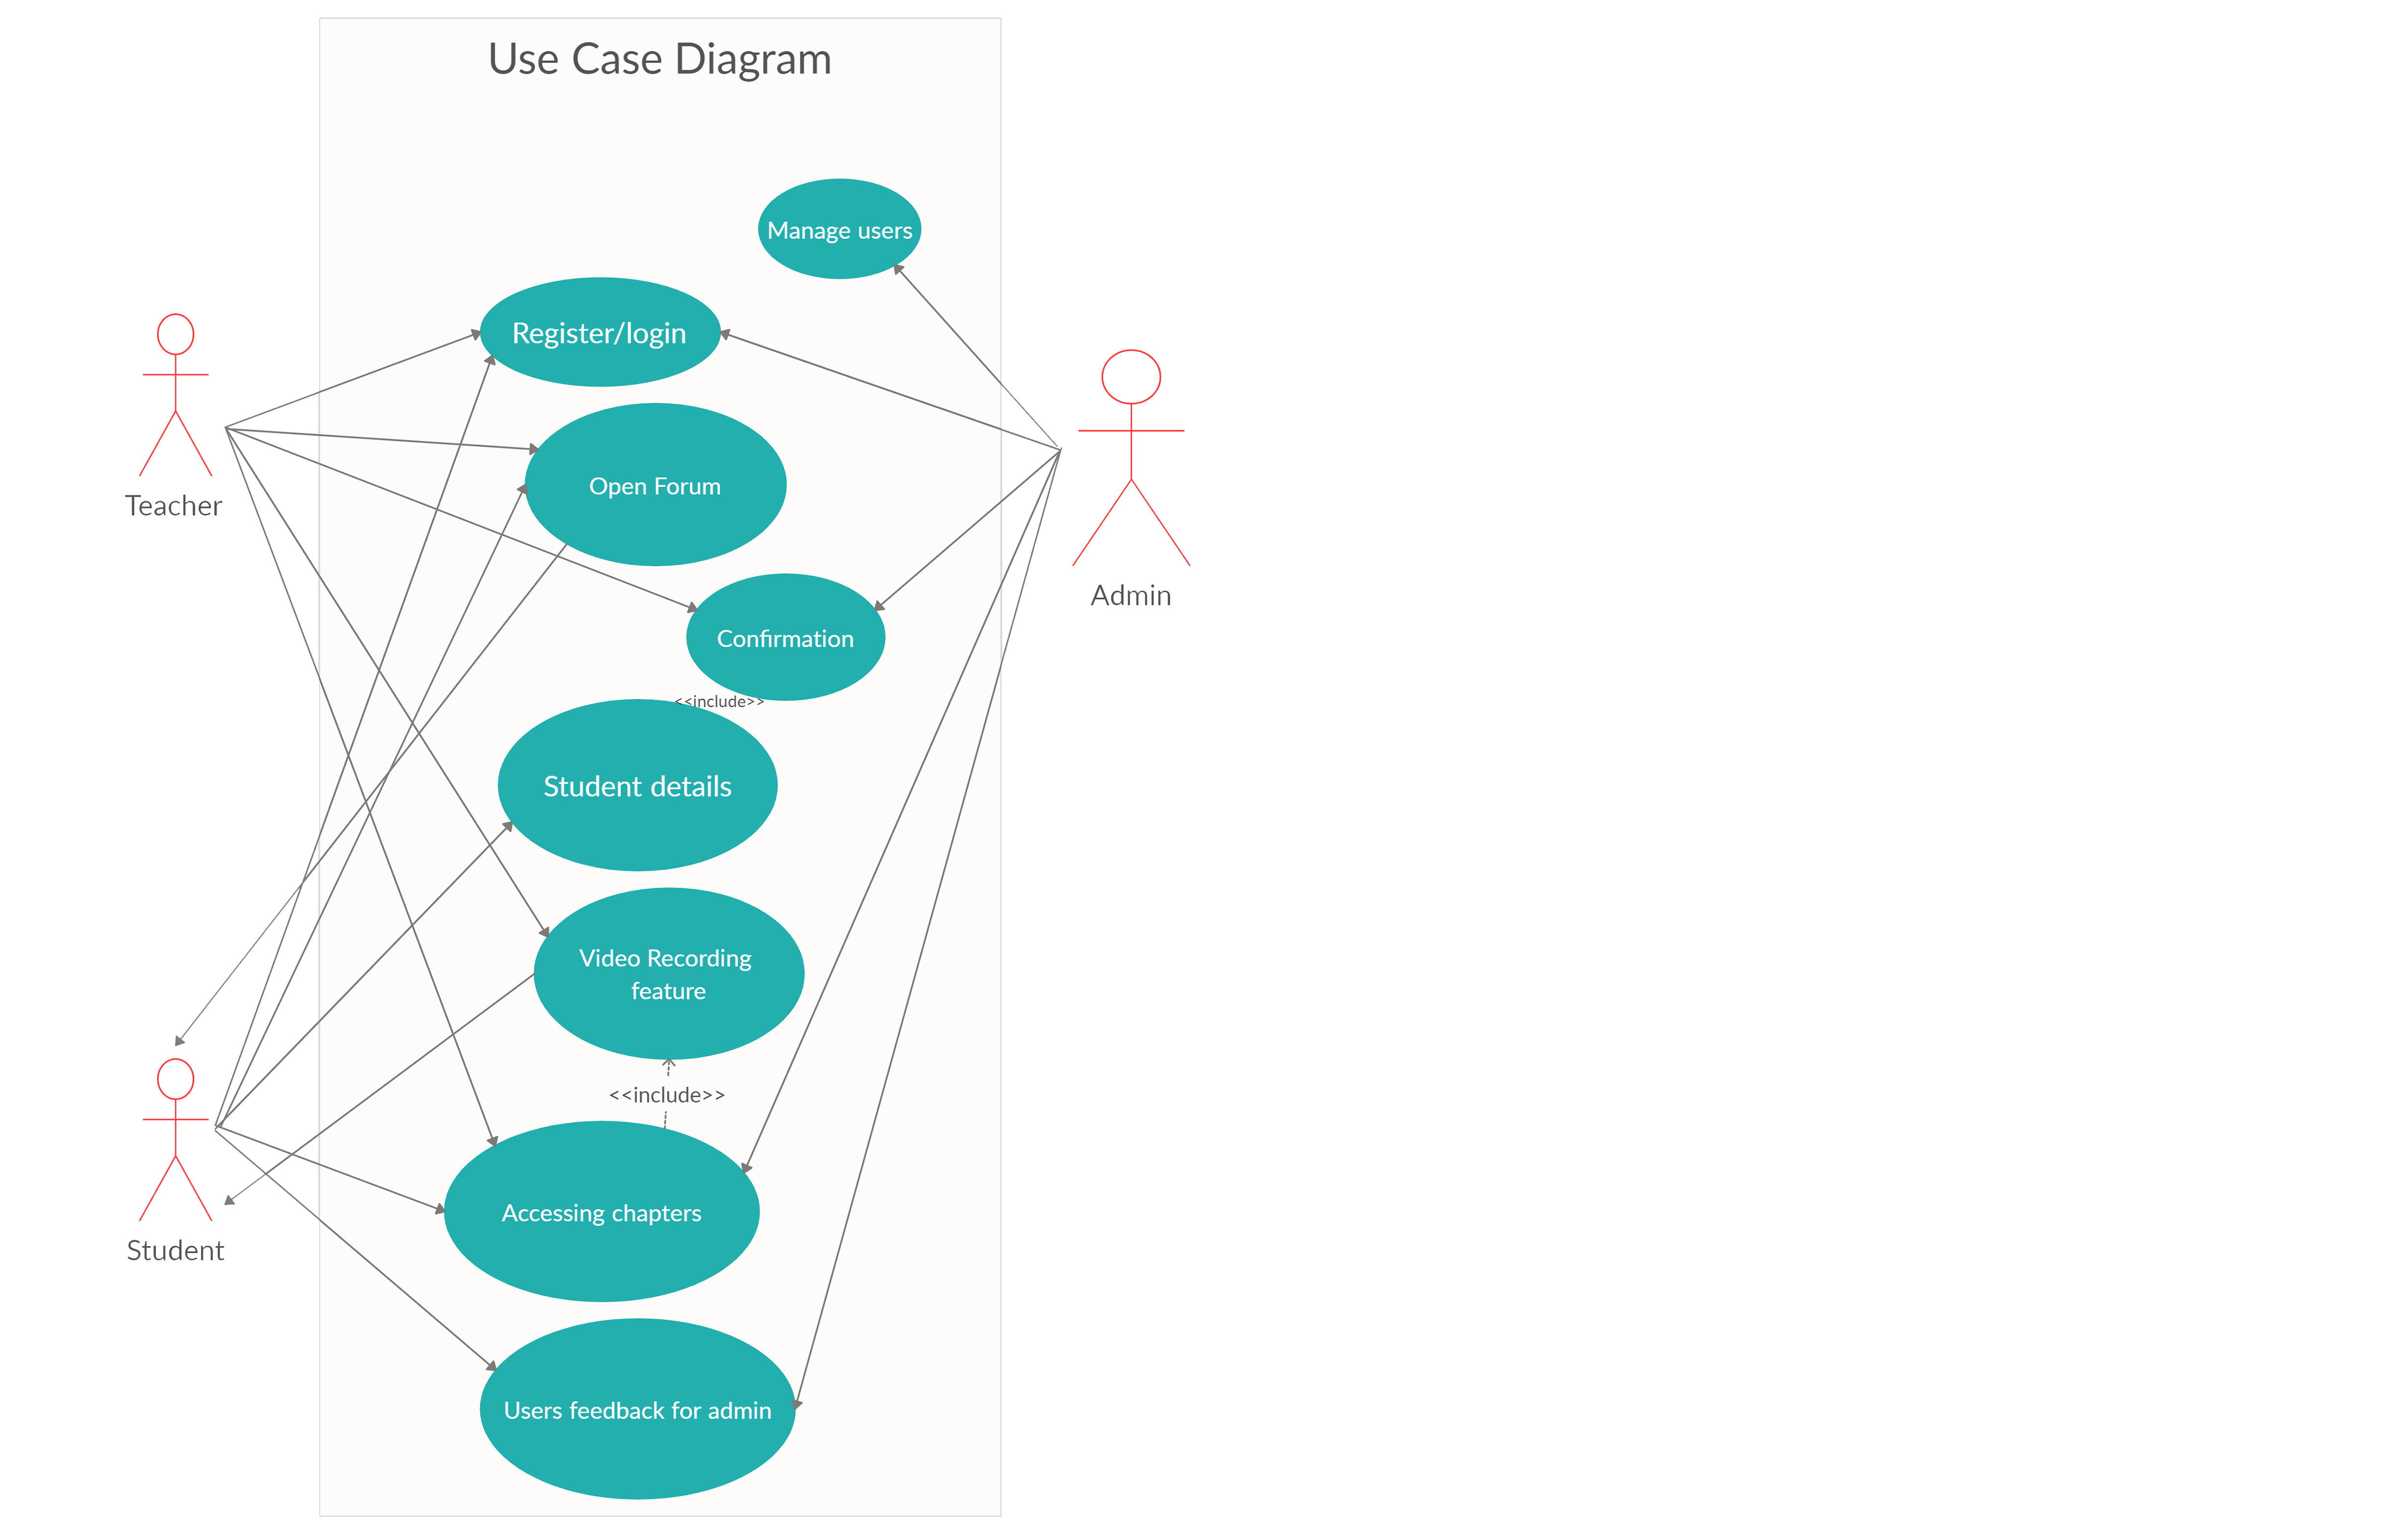 Use Case Diagram
Manage users
Register/login
Teacher
Open Forum
Admin
Confirmation
<<include>>
Student details
Video Recording
feature
<<include>>
Accessing chapters
Student
Users feedback for admin